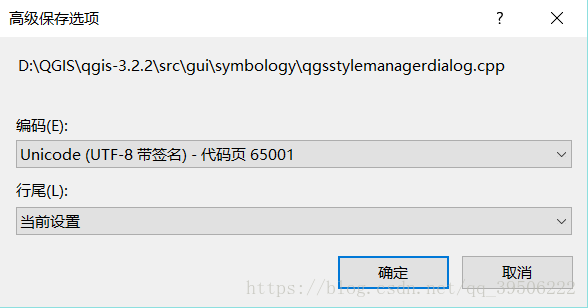 高级保存选项
D:\QGIS\qgis-3.2.2\src\gui\symbology\qgsstylemanagerdialog.cpp
编码(E):
Unicode (UTF-8 带签名) - 代码页 65001
行尾(L):
当前设置
确定
取消
https://blog.csdn.net/qq_39506222